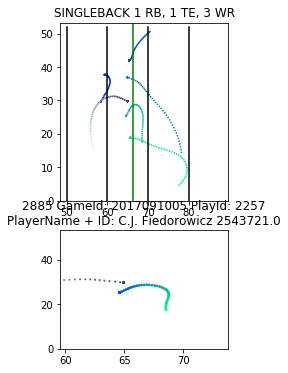 SINGLEBACK 1 RB, 1 TE, 3 WR
50
40
30
20
10
0
50 60 70 80
2885 GameId: 2017091005 PlayId: 2257
PlayerName + ID: C.J. Fiedorowicz 2543721.0
40
20
0
60 65 70